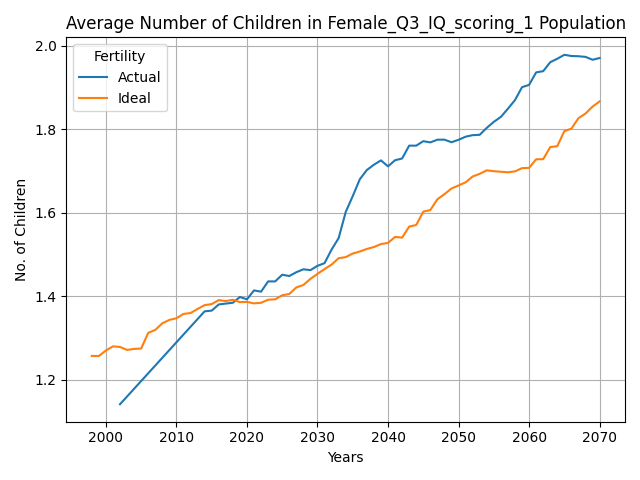 Average Number of Children in Female_Q3_IQ_scoring_1 Population
Fertility
Actual
Ideal
No. of Children
2.0
1.8
1.6
1.4
1.2
2000 2010 2020 2030 2040 2050 2060 2070
Years